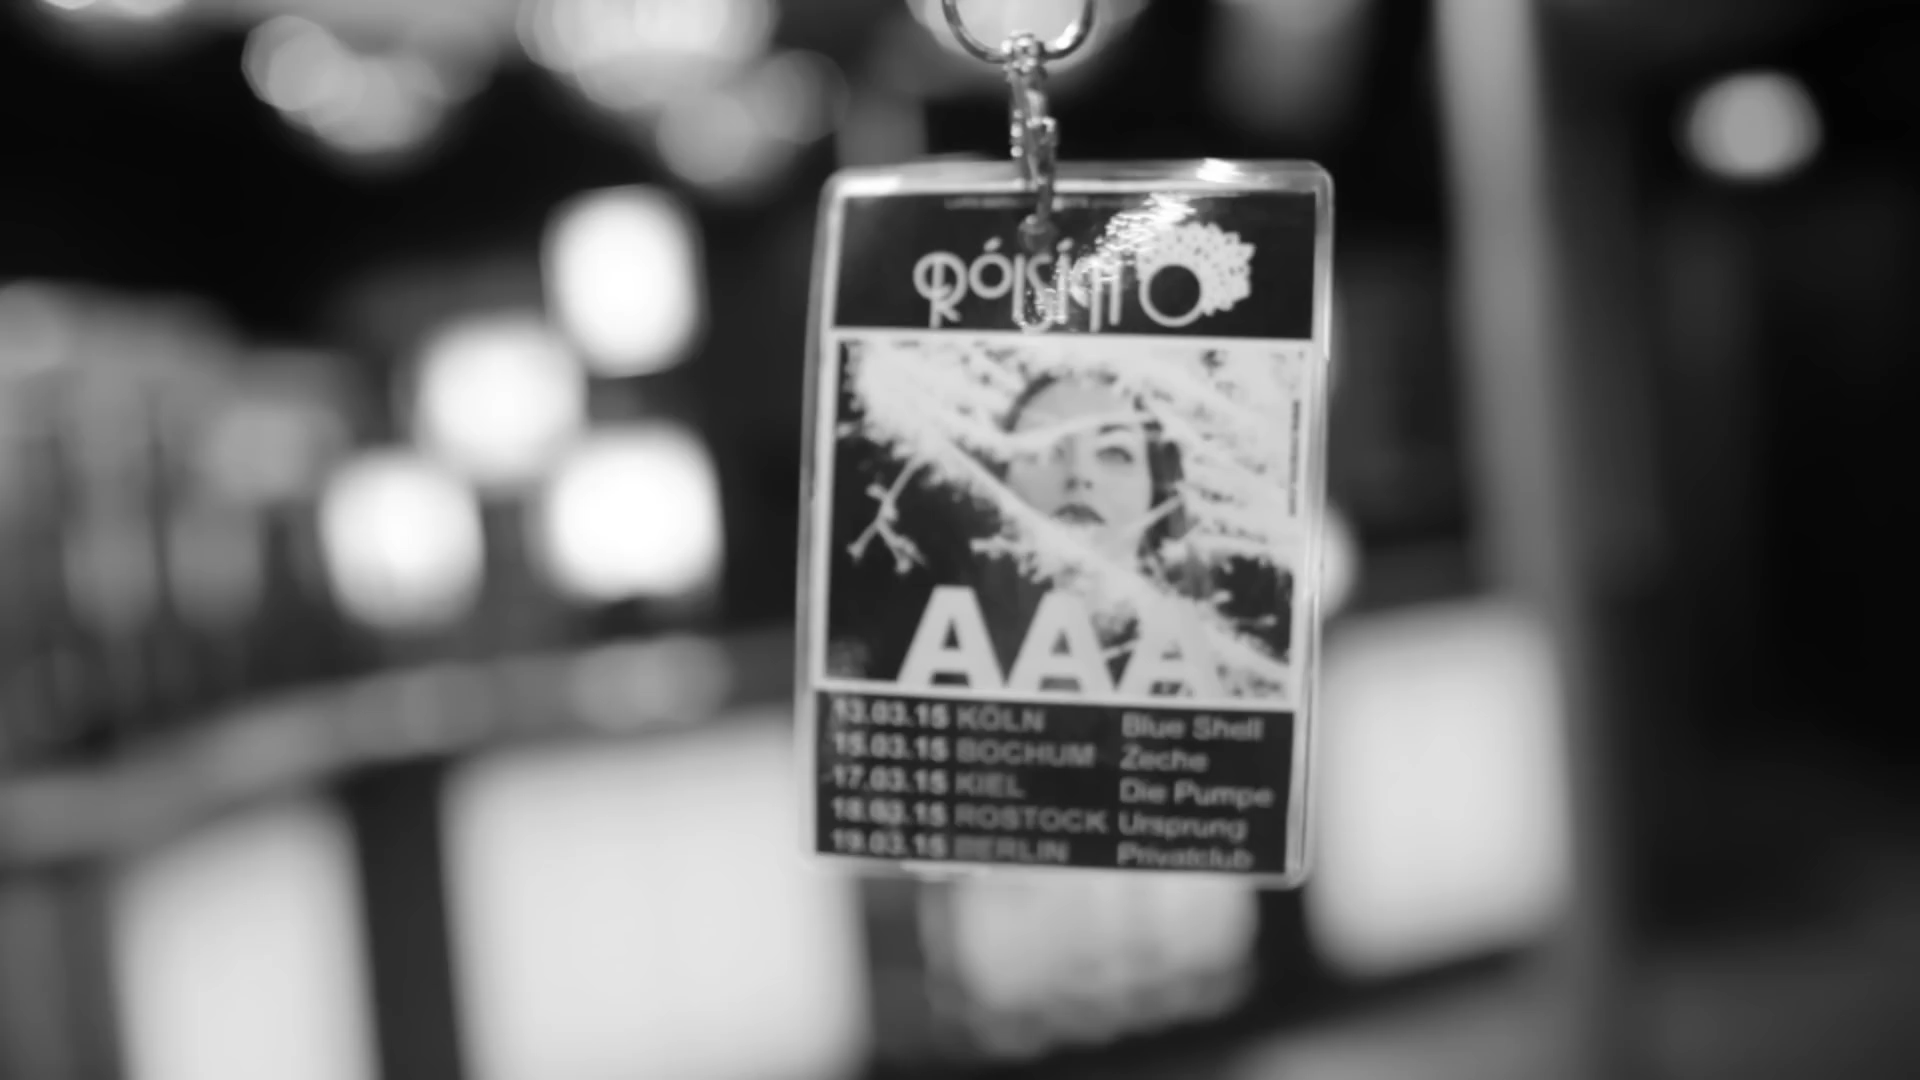 RÓISÍN O
AAA
13.03.15 KÖLN Blue Shell
15.03.15 BOCHUM Zeche
17.03.15 KIEL Die Pumpe
18.03.15 ROSTOCK Ursprung
19.03.15 BERLIN Privatclub